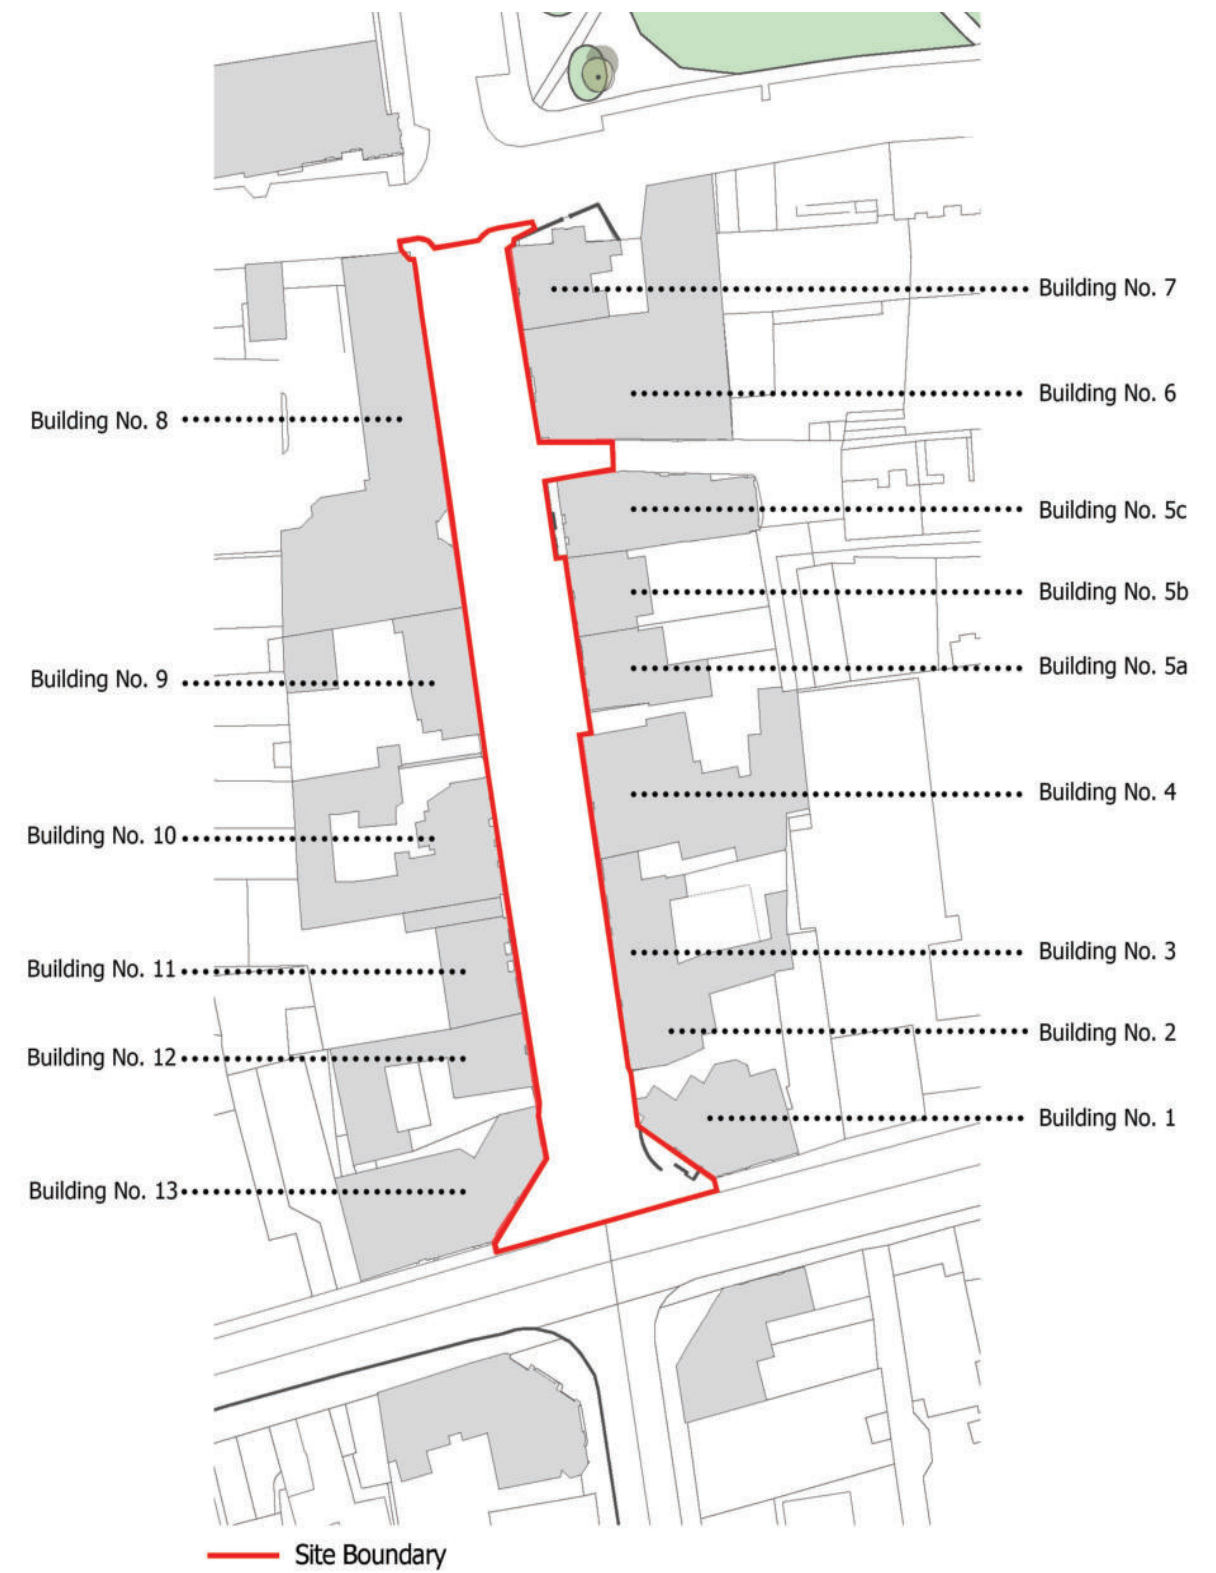 Building No. 7
Building No. 6
Building No. 8
Building No. 5c
Building No. 5b
Building No. 5a
Building No. 9
Building No. 4
Building No. 10
Building No. 3
Building No. 11
Building No. 2
Building No. 12
Building No. 1
Building No. 13
Site Boundary